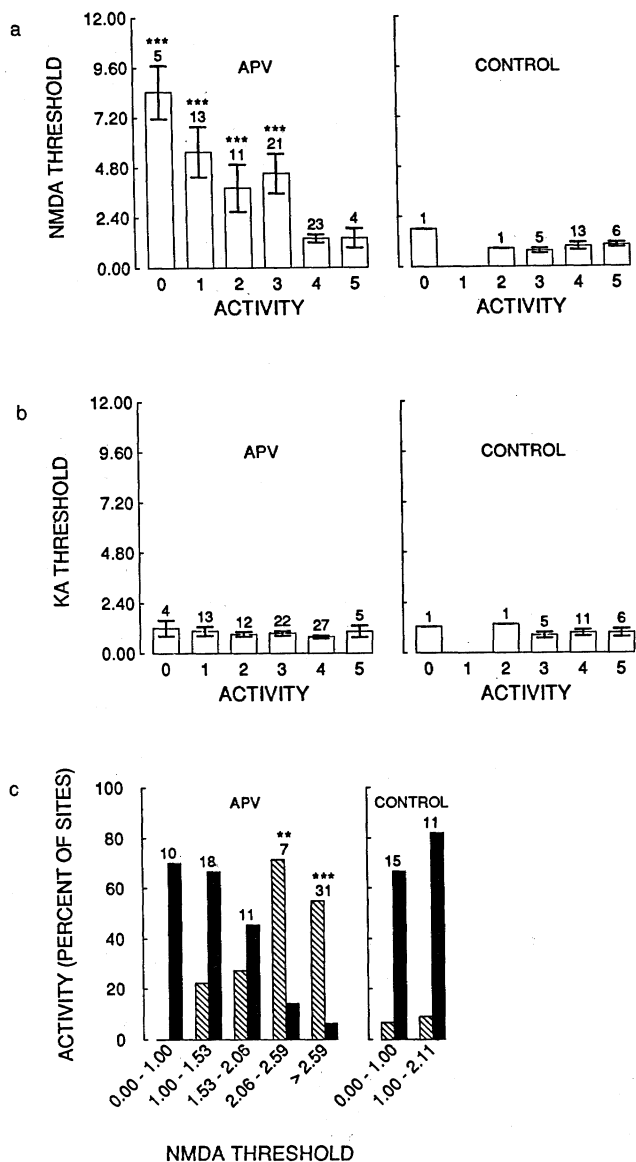 a
NMDA THRESHOLD
12.00
9.60
7.20
4.80
2.40
0.00
APV
***
5
***
13
***
11
***
21
23
4
0 1 2 3 4 5
ACTIVITY
CONTROL
1
1
5
13
6
0 1 2 3 4 5
ACTIVITY
b
KA THRESHOLD
12.00
9.60
7.20
4.80
2.40
0.00
APV
4 13 12 22 27 5
0 1 2 3 4 5
ACTIVITY
CONTROL
1 1 5 11 6
0 1 2 3 4 5
ACTIVITY
c
ACTIVITY (PERCENT OF SITES)
100
80
60
40
20
0
APV
10
18
11
**
7
***
31
0.00 - 1.00
1.00 - 1.53
1.53 - 2.06
2.06 - 2.59
> 2.59
CONTROL
15
11
0.00 - 1.00
1.00 - 2.11
NMDA THRESHOLD